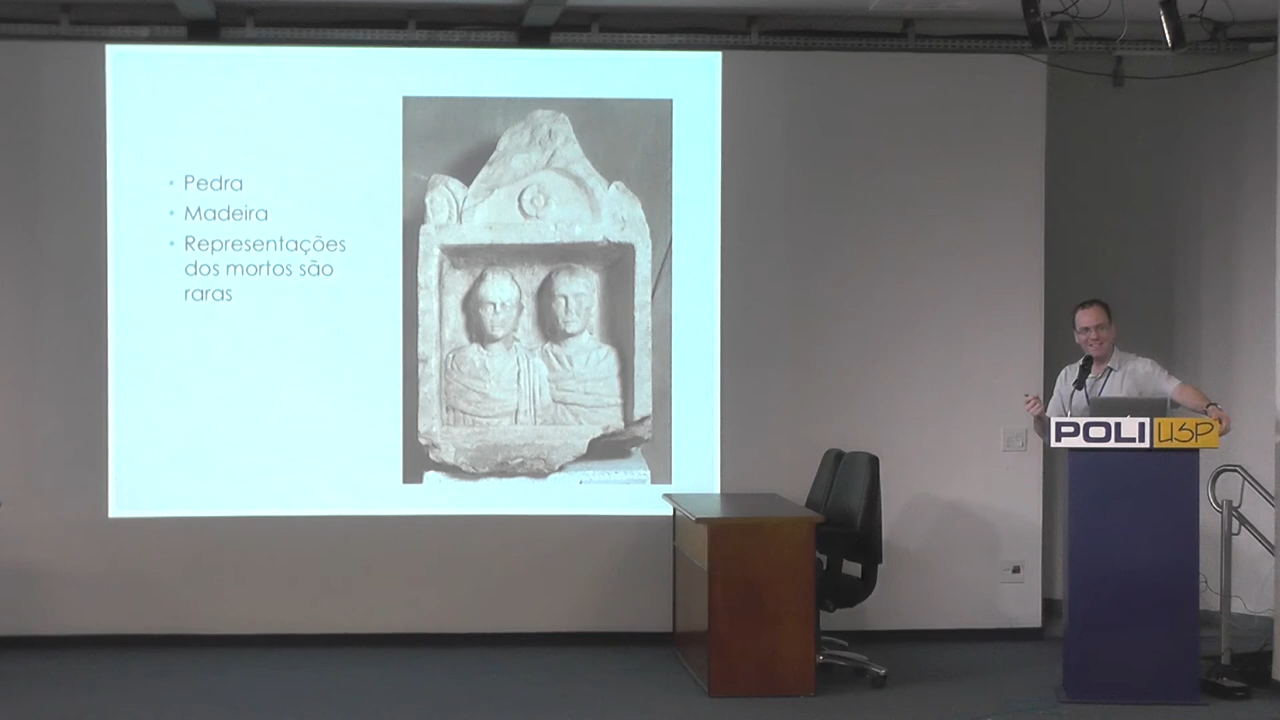 • Pedra
• Madeira
• Representações
dos mortos são
raras
POLI USP